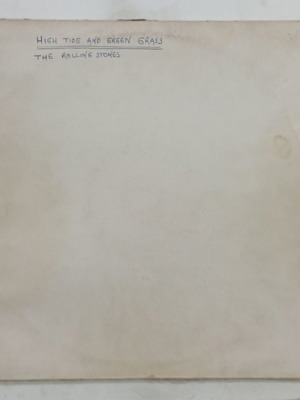 HIGH TIDE AND GREEN GRASS
THE ROLLING STONES